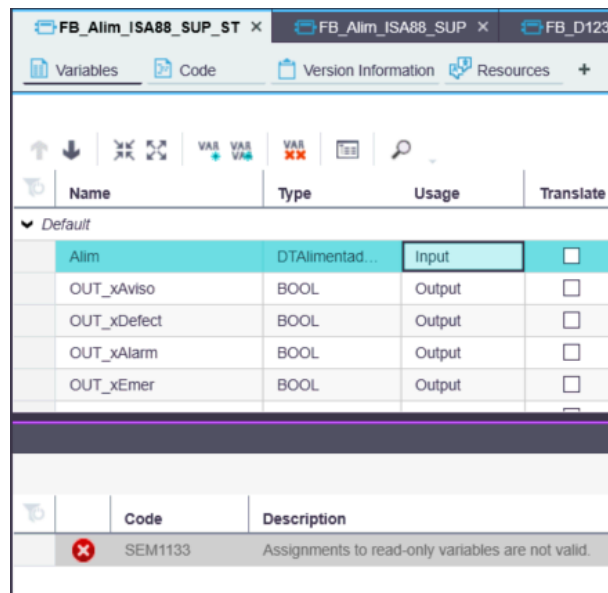 FB_Alim_ISA88_SUP_ST × FB_Alim_ISA88_SUP × FB_D123
Variables Code Version Information Resources +
VAR VAR VAR VAR
Name Type Usage Translate
Default
Alim DTAlimentad... Input
OUT_xAviso BOOL Output
OUT_xDefect BOOL Output
OUT_xAlarm BOOL Output
OUT_xEmer BOOL Output
Code Description
SEM1133 Assignments to read-only variables are not valid.